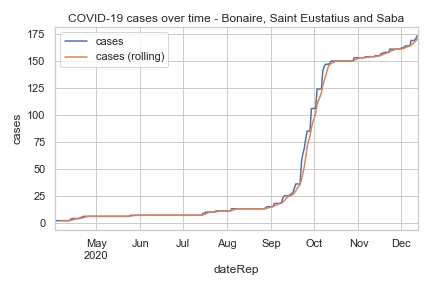 COVID-19 cases over time - Bonaire, Saint Eustatius and Saba
cases
cases (rolling)
175
150
125
100
75
50
25
0
cases
May Jun Jul Aug Sep Oct Nov Dec
2020
dateRep